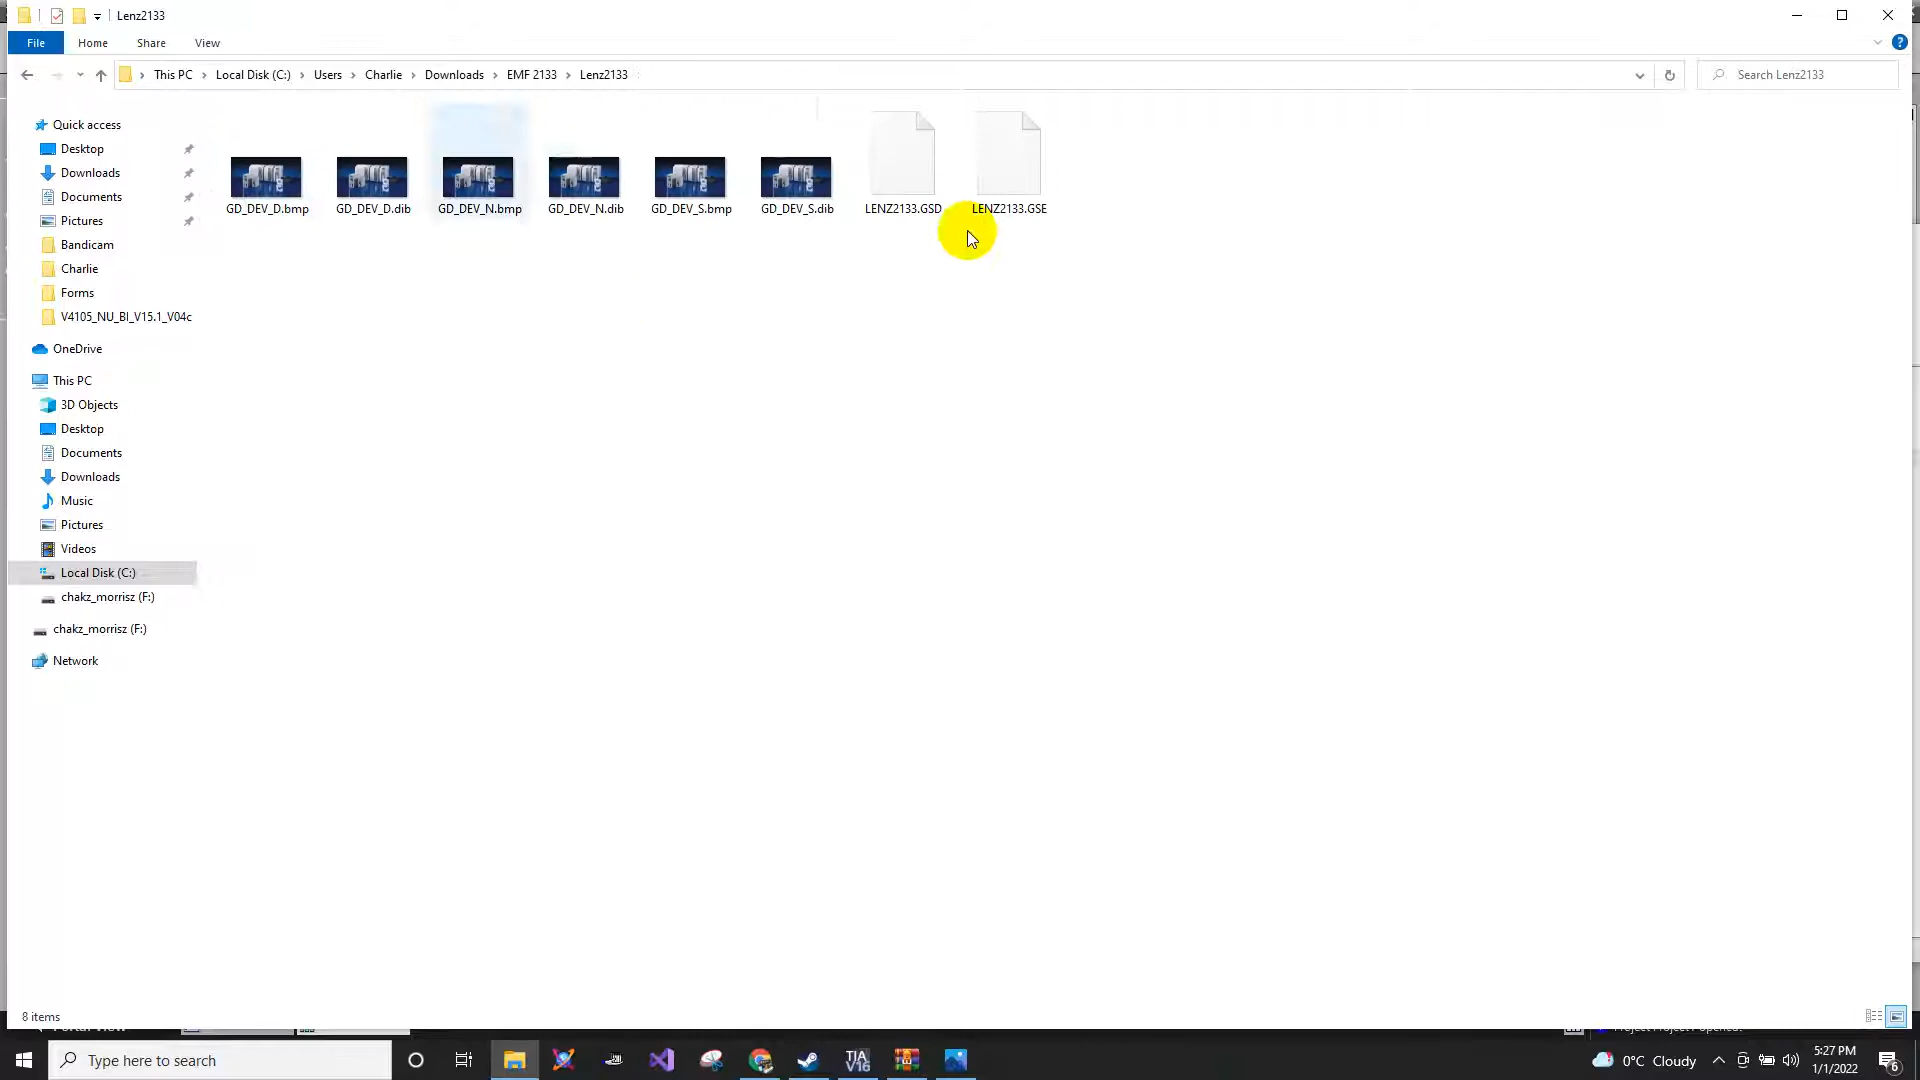 Lenz2133
File Home Share View
This PC Local Disk (C:) Users Charlie Downloads EMF 2133 Lenz2133
Search Lenz2133
Quick access
Desktop
Downloads
Documents
Pictures
Bandicam
Charlie
Forms
V4105_NU_BI_V15.1_V04c
OneDrive
This PC
3D Objects
Desktop
Documents
Downloads
Music
Pictures
Videos
Local Disk (C:)
chakz_morrisz (F:)
chakz_morrisz (F:)
Network
GD_DEV_D.bmp GD_DEV_D.dib GD_DEV_N.bmp GD_DEV_N.dib GD_DEV_S.bmp GD_DEV_S.dib LENZ2133.GSD LENZ2133.GSE
8 items
Type here to search
TIA
V16
0°C Cloudy
5:27 PM
1/1/2022
6